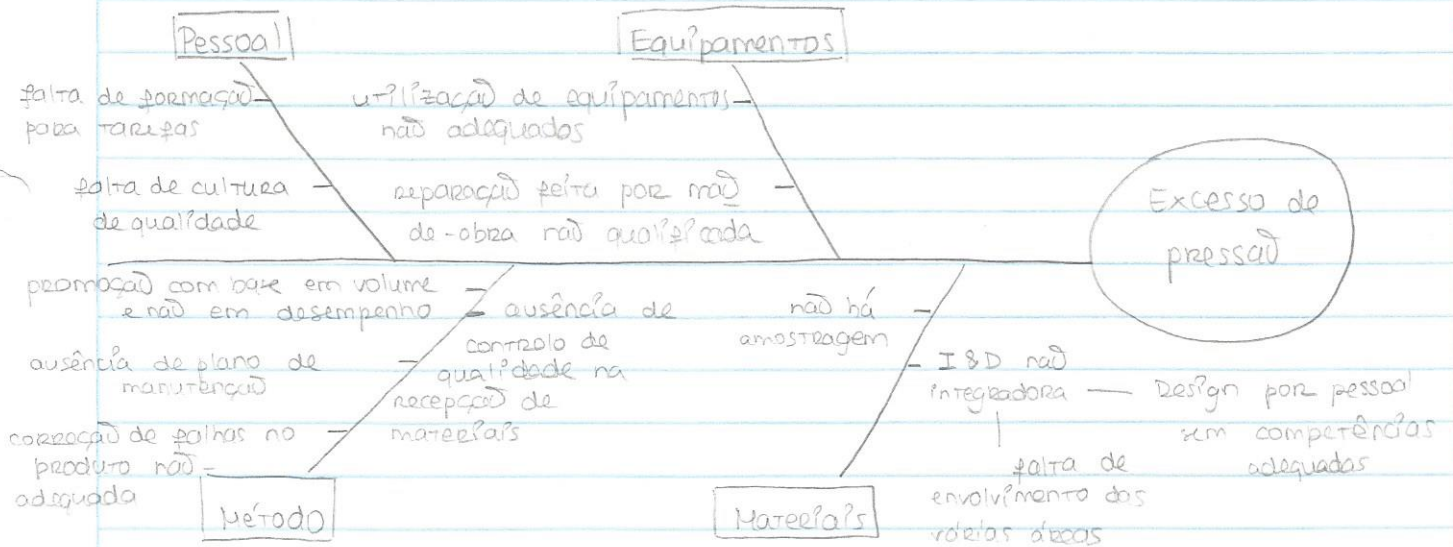 Pessoal
Equipamentos
falta de formação
para tarefas
utilização de equipamentos
não adequados
falta de cultura
de qualidade
reparação feita por mão
de-obra não qualificada
Excesso de
pressão
promoção com base em volume
e não em desempenho
ausência de
controlo de
qualidade na
recepção de
materiais
ausência de plano de
manutenção
correção de falhas no
produto não
adequada
Método
não há
amostragem
I&D não
integradora
Design por pessoal
sem competências
adequadas
falta de
envolvimento das
várias áreas
Materiais